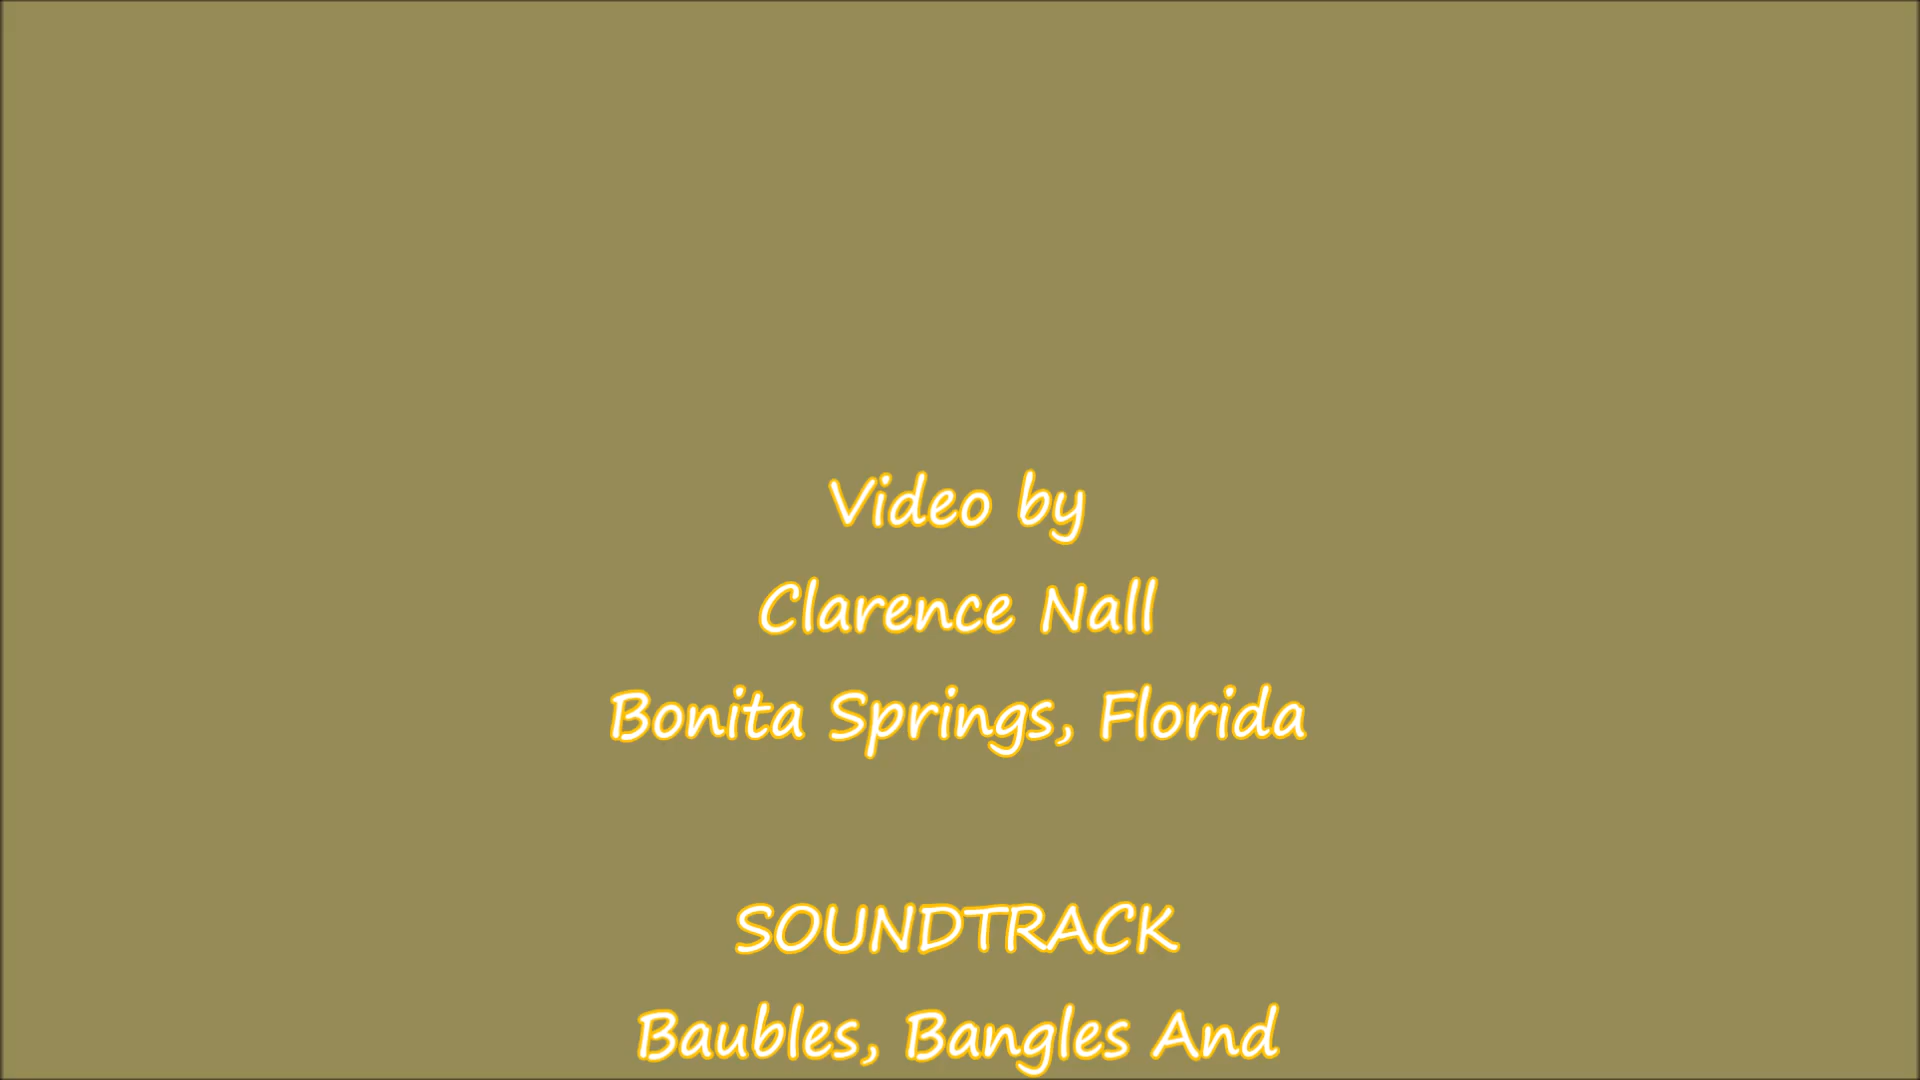 Video by
Clarence Nall
Bonita Springs, Florida
SOUNDTRACK
Baubles, Bangles And